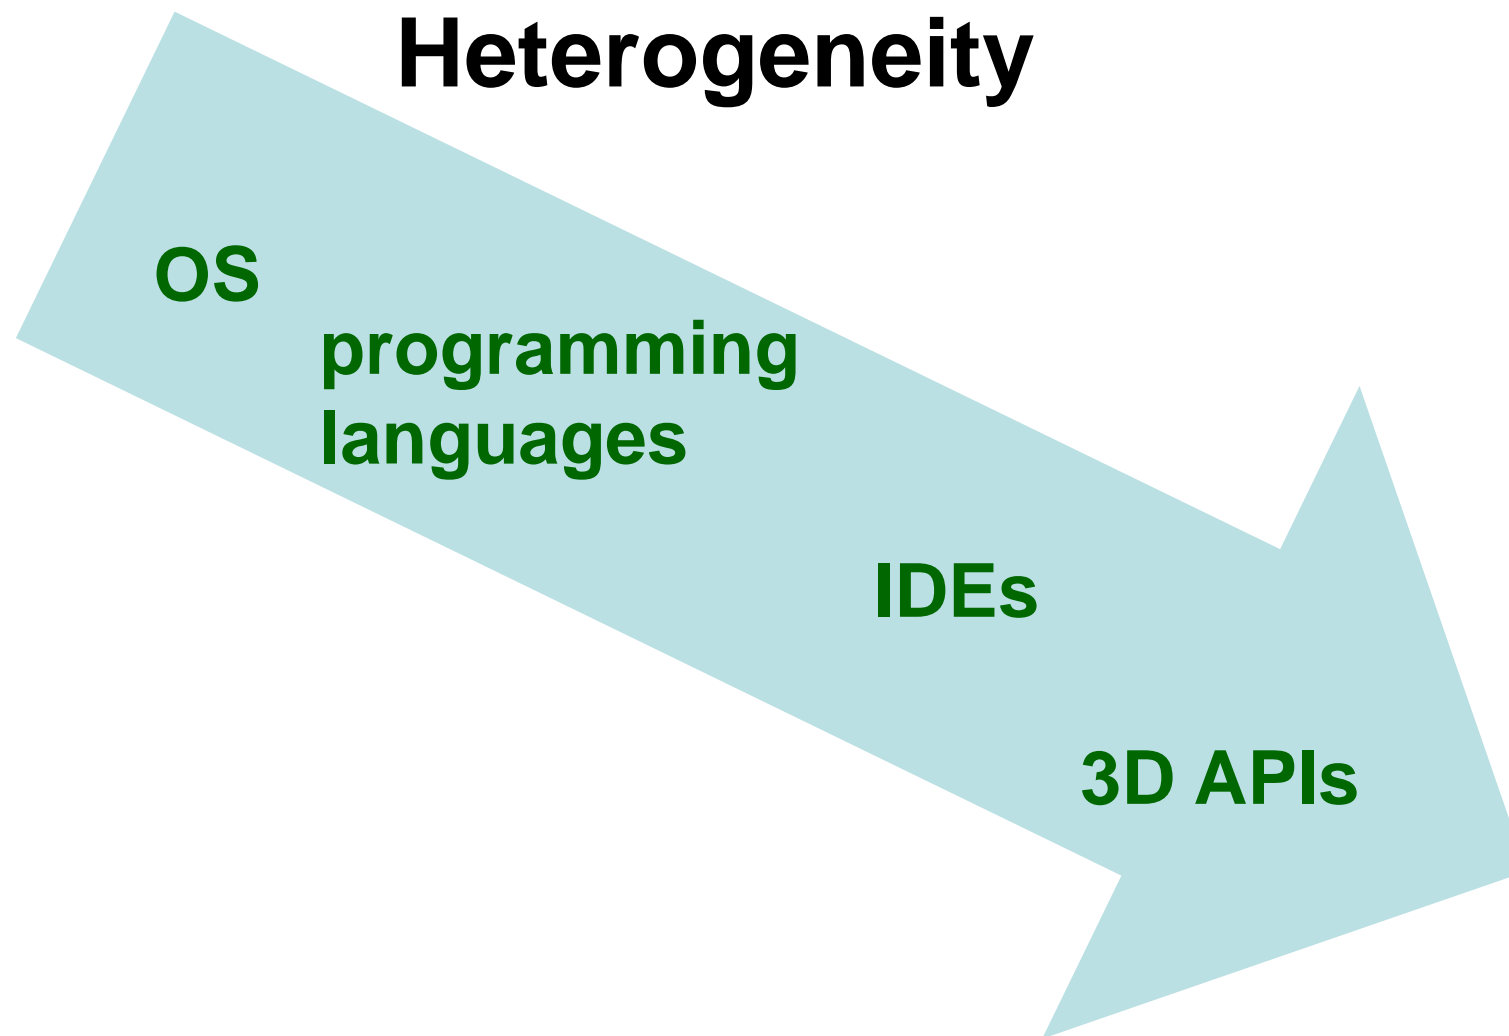 Heterogeneity
OS
programming
languages
IDEs
3D APIs